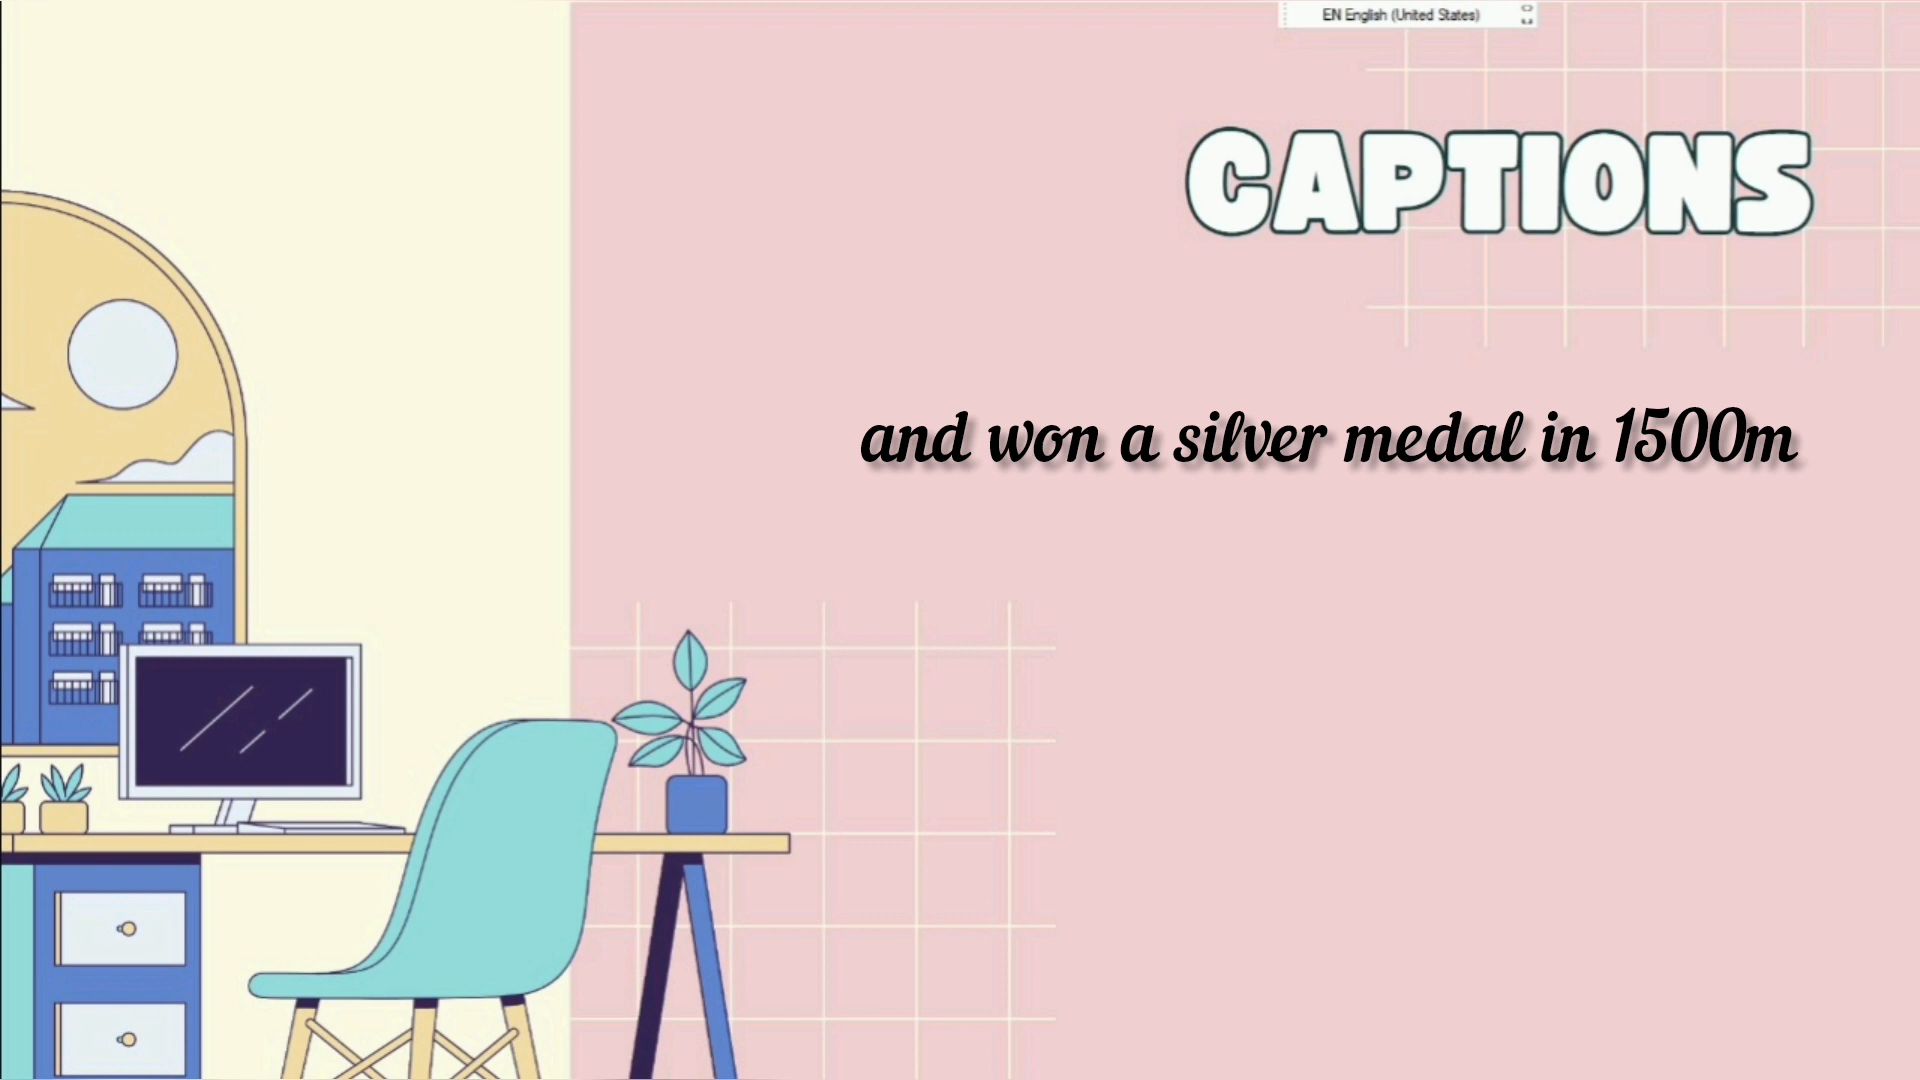 EN English (United States)
CAPTIONS
and won a silver medal in 1500m